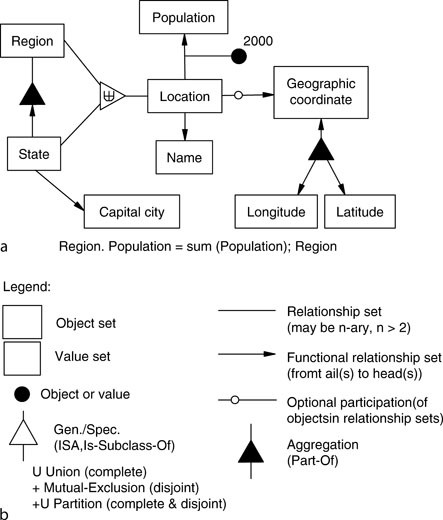 Population
Region
2000
Geographic
coordinate
Location
State
Name
Capital city
Longitude
Latitude
a
Region. Population = sum (Population); Region
Legend:
Object set
Value set
Object or value
Gen./Spec.
(ISA,Is-Subclass-Of)
U Union (complete)
+ Mutual-Exclusion (disjoint)
+U Partition (complete & disjoint)
Relationship set
(may be n-ary, n > 2)
Functional relationship set
(fromt ail(s) to head(s))
Optional participation(of
objectsin relationship sets)
Aggregation
(Part-Of)
b